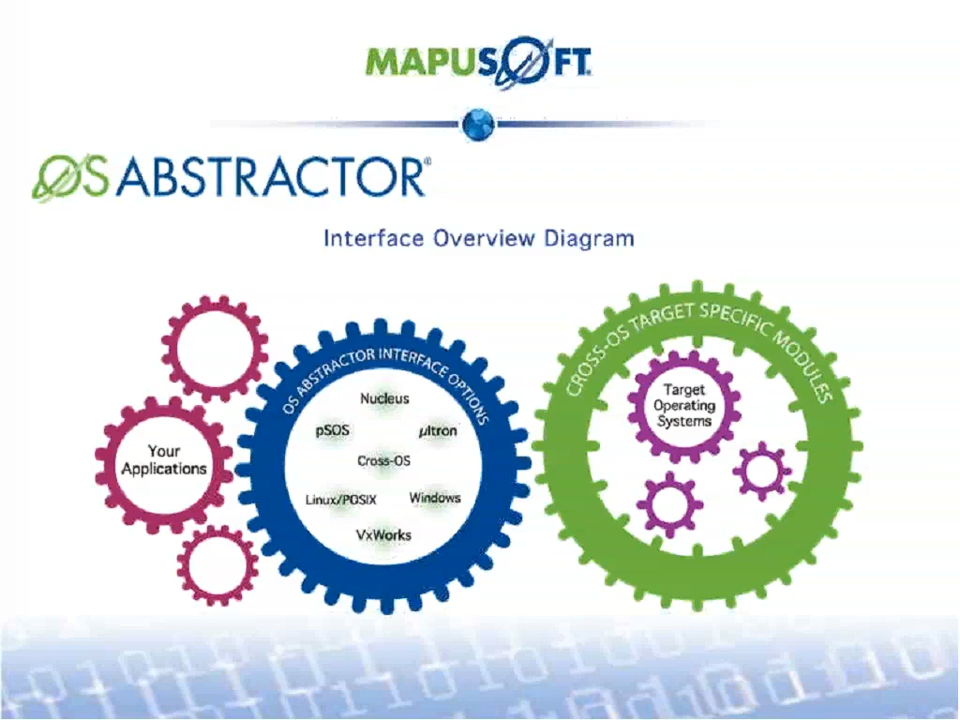 MAPUSOFT
OS ABSTRACTOR®
Interface Overview Diagram
Your
Applications
OS ABSTRACTOR INTERFACE OPTIONS
Nucleus
pSOS
µItron
Cross-OS
Linux/POSIX
Windows
VxWorks
CROSS-OS TARGET SPECIFIC MODULES
Target
Operating
Systems